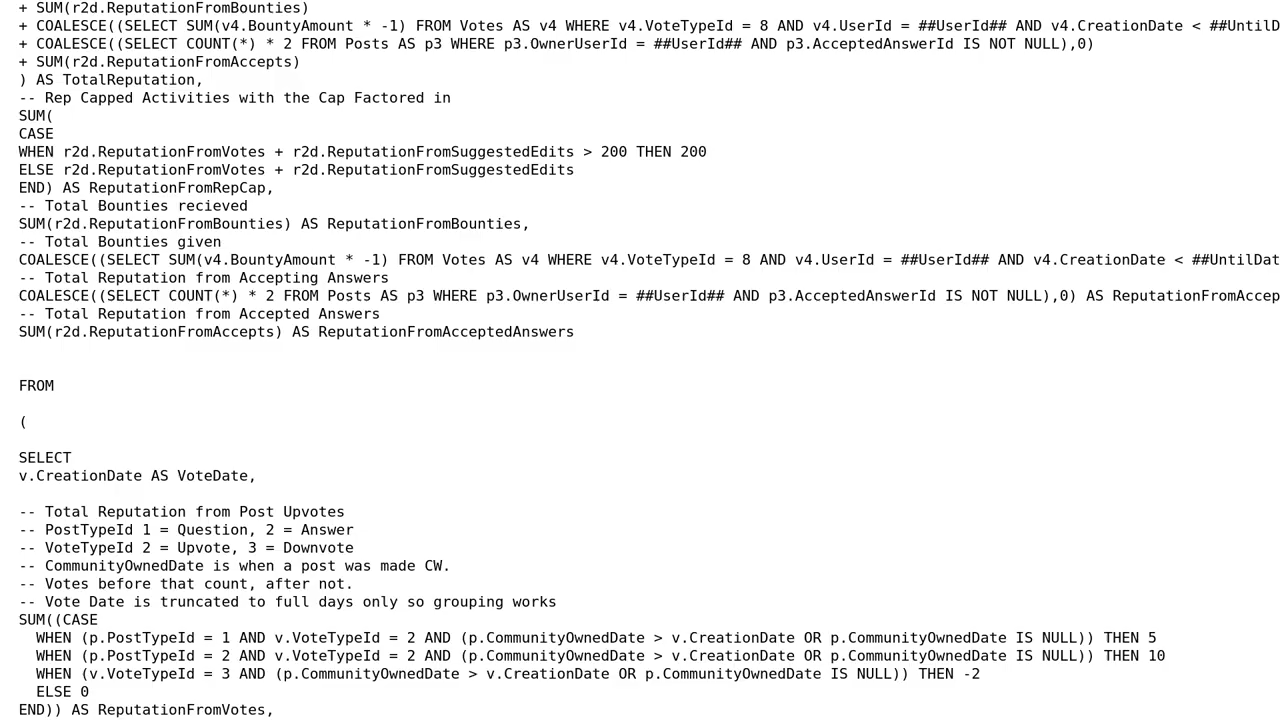 + SUM(r2d.ReputationFromBounties)
+ COALESCE((SELECT SUM(v4.BountyAmount * -1) FROM Votes AS v4 WHERE v4.VoteTypeId = 8 AND v4.UserId = ##UserId## AND v4.CreationDate < ##UntilD
+ COALESCE((SELECT COUNT(*) * 2 FROM Posts AS p3 WHERE p3.OwnerUserId = ##UserId## AND p3.AcceptedAnswerId IS NOT NULL),0)
+ SUM(r2d.ReputationFromAccepts)
) AS TotalReputation,
-- Rep Capped Activities with the Cap Factored in
SUM(
CASE
WHEN r2d.ReputationFromVotes + r2d.ReputationFromSuggestedEdits > 200 THEN 200
ELSE r2d.ReputationFromVotes + r2d.ReputationFromSuggestedEdits
END) AS ReputationFromRepCap,
-- Total Bounties recieved
SUM(r2d.ReputationFromBounties) AS ReputationFromBounties,
-- Total Bounties given
COALESCE((SELECT SUM(v4.BountyAmount * -1) FROM Votes AS v4 WHERE v4.VoteTypeId = 8 AND v4.UserId = ##UserId## AND v4.CreationDate < ##UntilDat
-- Total Reputation from Accepting Answers
COALESCE((SELECT COUNT(*) * 2 FROM Posts AS p3 WHERE p3.OwnerUserId = ##UserId## AND p3.AcceptedAnswerId IS NOT NULL),0) AS ReputationFromAccep
-- Total Reputation from Accepted Answers
SUM(r2d.ReputationFromAccepts) AS ReputationFromAcceptedAnswers
FROM
(
SELECT
v.CreationDate AS VoteDate,
-- Total Reputation from Post Upvotes
-- PostTypeId 1 = Question, 2 = Answer
-- VoteTypeId 2 = Upvote, 3 = Downvote
-- CommunityOwnedDate is when a post was made CW.
-- Votes before that count, after not.
-- Vote Date is truncated to full days only so grouping works
SUM((CASE
WHEN (p.PostTypeId = 1 AND v.VoteTypeId = 2 AND (p.CommunityOwnedDate > v.CreationDate OR p.CommunityOwnedDate IS NULL)) THEN 5
WHEN (p.PostTypeId = 2 AND v.VoteTypeId = 2 AND (p.CommunityOwnedDate > v.CreationDate OR p.CommunityOwnedDate IS NULL)) THEN 10
WHEN (v.VoteTypeId = 3 AND (p.CommunityOwnedDate > v.CreationDate OR p.CommunityOwnedDate IS NULL)) THEN -2
ELSE 0
END)) AS ReputationFromVotes,